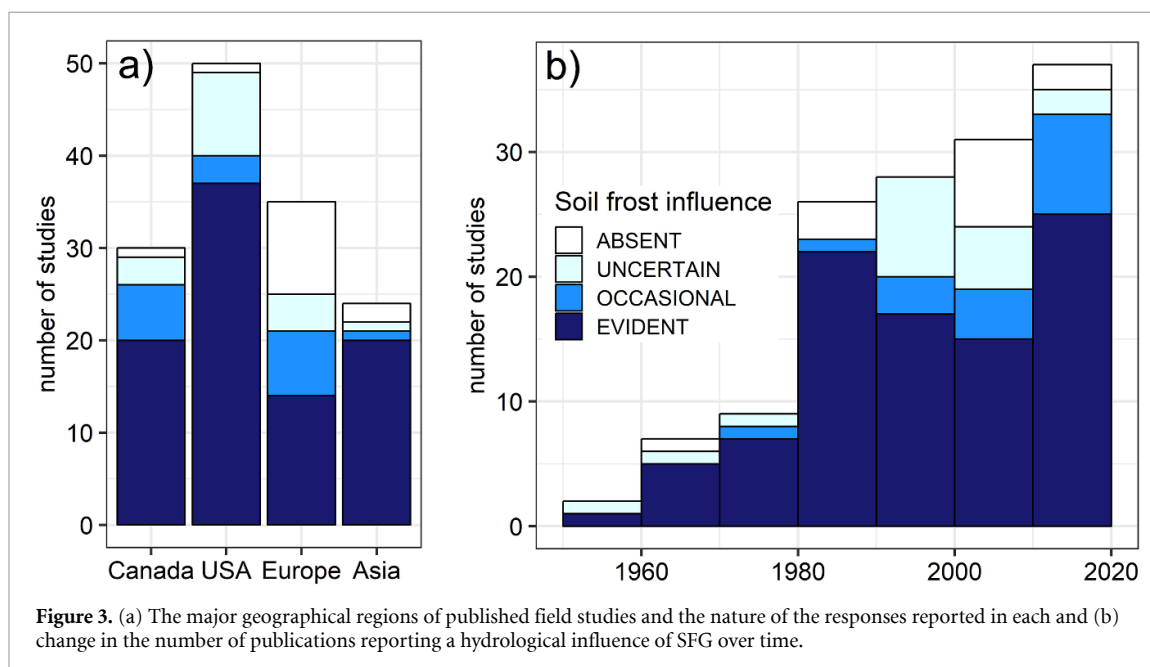 a)
number of studies
50
40
30
20
10
0
Canada USA Europe Asia
b)
number of studies
30
20
10
0
Soil frost influence
ABSENT
UNCERTAIN
OCCASIONAL
EVIDENT
1960 1980 2000 2020
Figure 3. (a) The major geographical regions of published field studies and the nature of the responses reported in each and (b)
change in the number of publications reporting a hydrological influence of SFG over time.